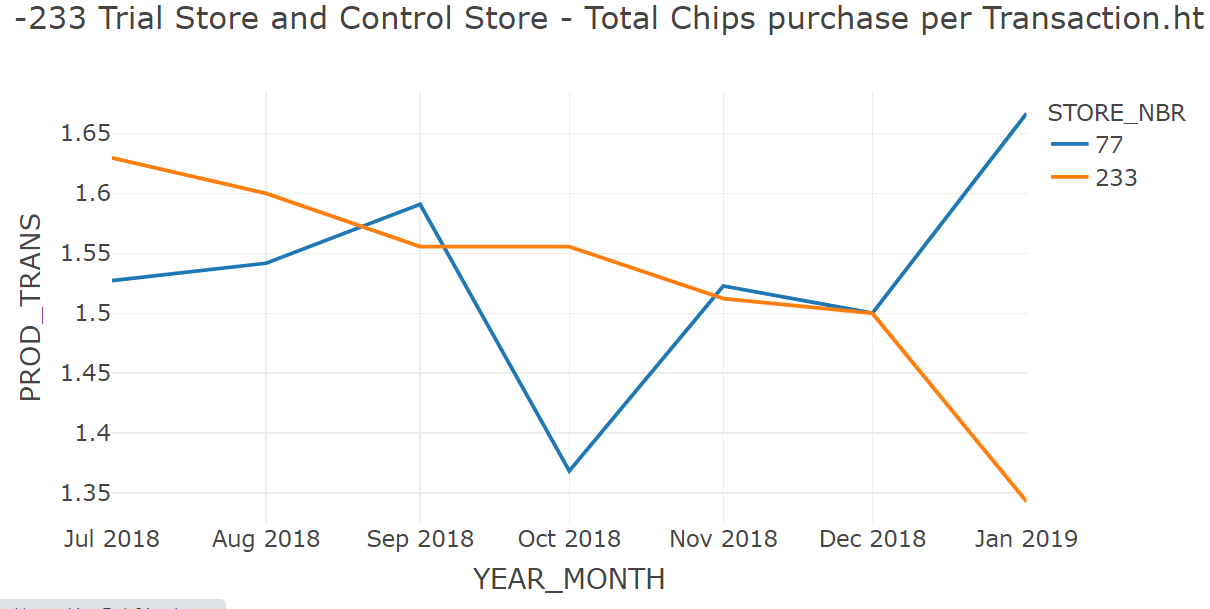 -233 Trial Store and Control Store - Total Chips purchase per Transaction.ht
STORE_NBR
77
233
PROD_TRANS
1.65
1.6
1.55
1.5
1.45
1.4
1.35
Jul 2018 Aug 2018 Sep 2018 Oct 2018 Nov 2018 Dec 2018 Jan 2019
YEAR_MONTH